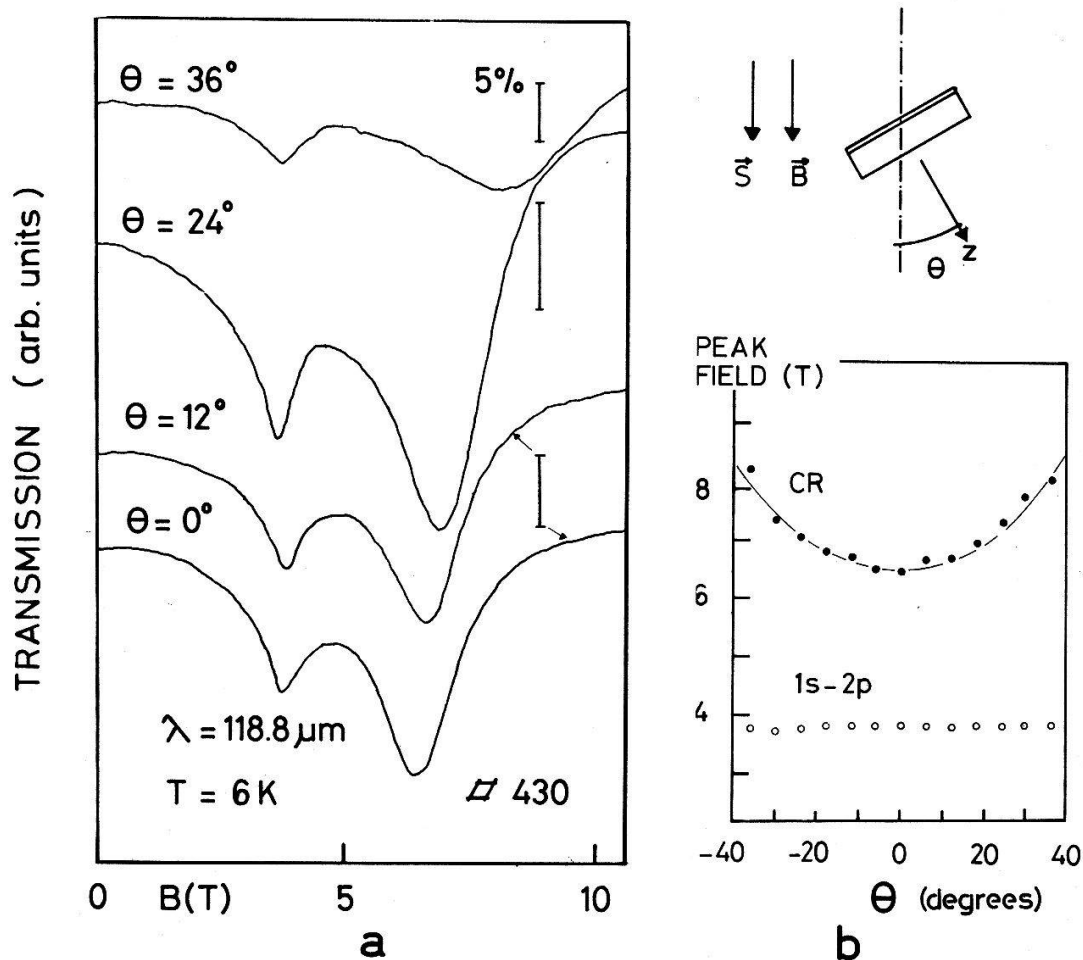 θ = 36°
5%
θ = 24°
θ = 12°
θ = 0°
λ = 118.8 μm
T = 6 K
▱ 430
TRANSMISSION ( arb. units )
0 B(T) 5 10
a
S⃗ B⃗
z
θ
PEAK
FIELD (T)
8
CR
6
1s-2p
4
-40 -20 0 20 40
θ (degrees)
b